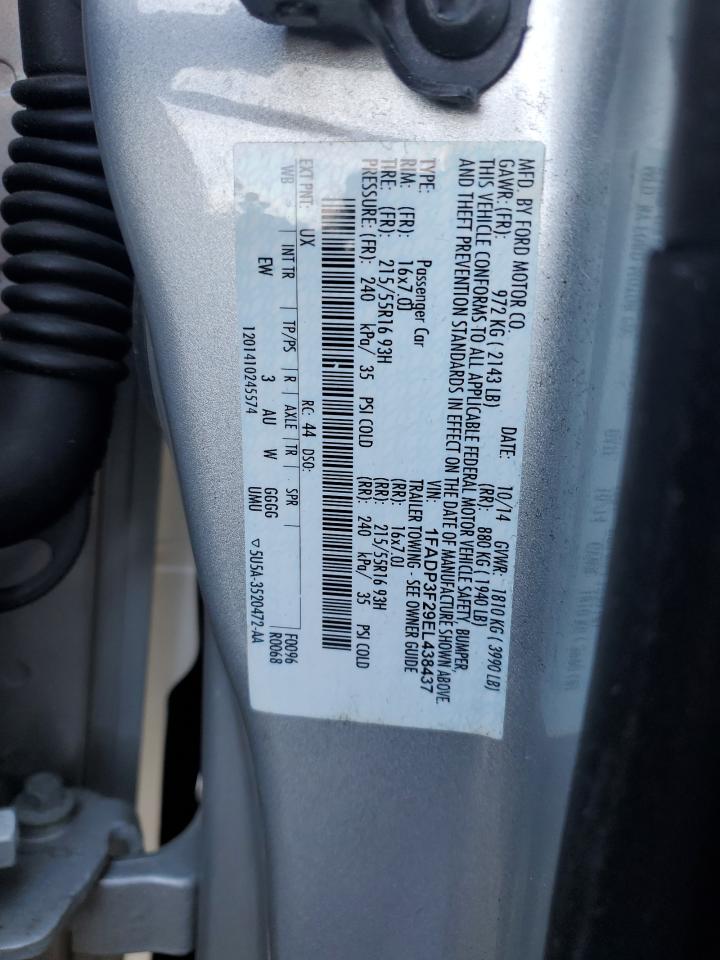 MFD. BY FORD MOTOR CO.
DATE: 10/14 GVWR: 1810 KG ( 3990 LB)
GAWR: (FR): 972 KG ( 2143 LB) (RR): 880 KG ( 1940 LB)
THIS VEHICLE CONFORMS TO ALL APPLICABLE FEDERAL MOTOR VEHICLE SAFETY, BUMPER,
AND THEFT PREVENTION STANDARDS IN EFFECT ON THE DATE OF MANUFACTURE SHOWN ABOVE.
VIN: 1FADP3F29EL438437
TYPE: Passenger Car TRAILER TOWING - SEE OWNER GUIDE
RIM: (FR): 16x7.0J (RR): 16x7.0J
TIRE: (FR): 215/55R16 93H (RR): 215/55R16 93H
PRESSURE: (FR): 240 kPa/ 35 PSI COLD (RR): 240 kPa/ 35 PSI COLD
EXT PNT: UX RC: 44 DSO: F0096
WB INT TR TP/PS R AXLE TR SPR R0068
EW 3 AU W GGGG
UMU
1201410245574 5U5A-3520472-AA